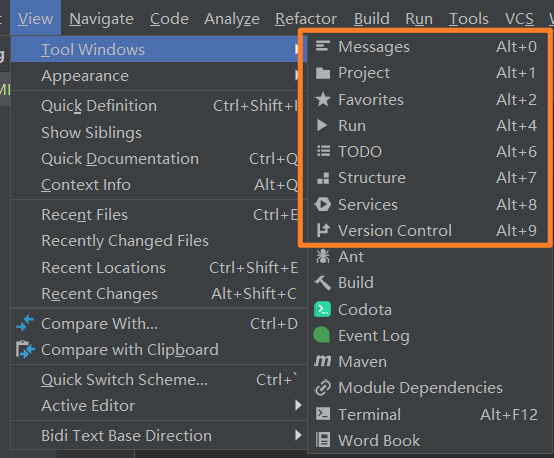 View Navigate Code Analyze Refactor Build Run Tools VCS
Tool Windows
Appearance
Quick Definition Ctrl+Shift+I
Show Siblings
Quick Documentation Ctrl+Q
Context Info Alt+Q
Recent Files Ctrl+E
Recently Changed Files
Recent Locations Ctrl+Shift+E
Recent Changes Alt+Shift+C
Compare With... Ctrl+D
Compare with Clipboard
Quick Switch Scheme... Ctrl+`
Active Editor
Bidi Text Base Direction
Messages Alt+0
Project Alt+1
Favorites Alt+2
Run Alt+4
TODO Alt+6
Structure Alt+7
Services Alt+8
Version Control Alt+9
Ant
Build
Codota
Event Log
Maven
Module Dependencies
Terminal Alt+F12
Word Book